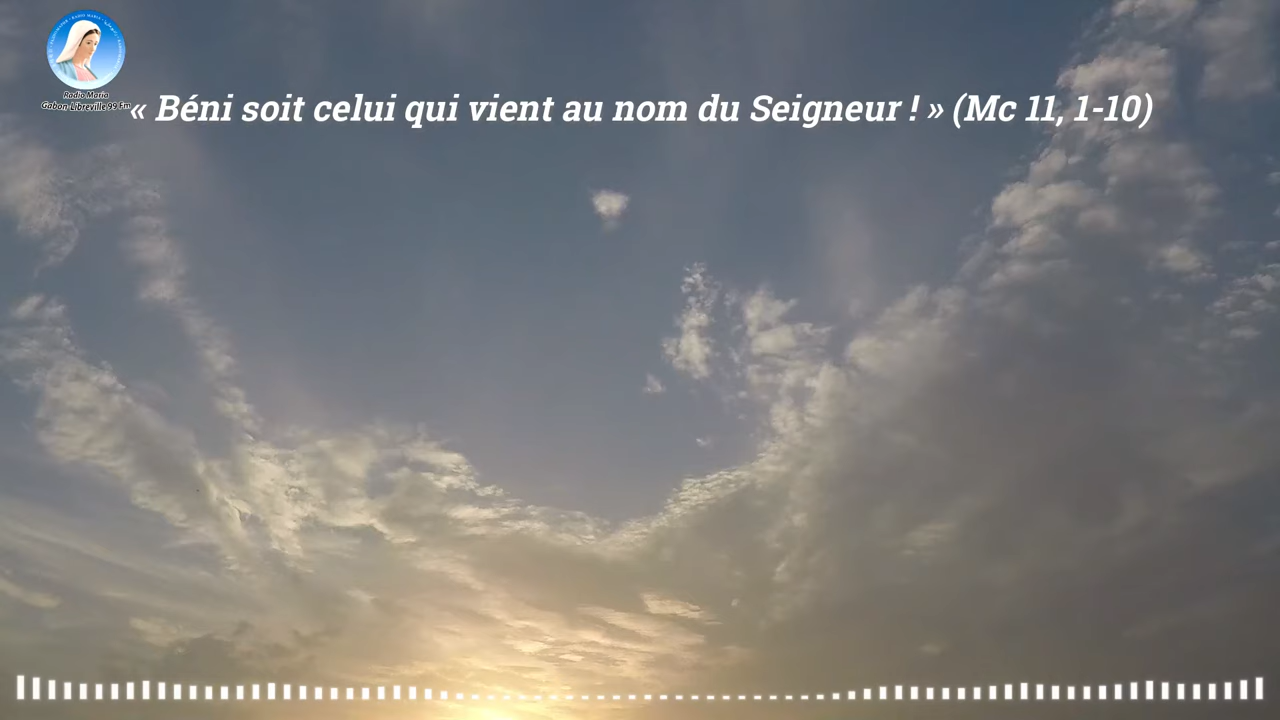 Radio Maria
Gabon-Libreville 99 Fm
« Béni soit celui qui vient au nom du Seigneur ! » (Mc 11, 1-10)